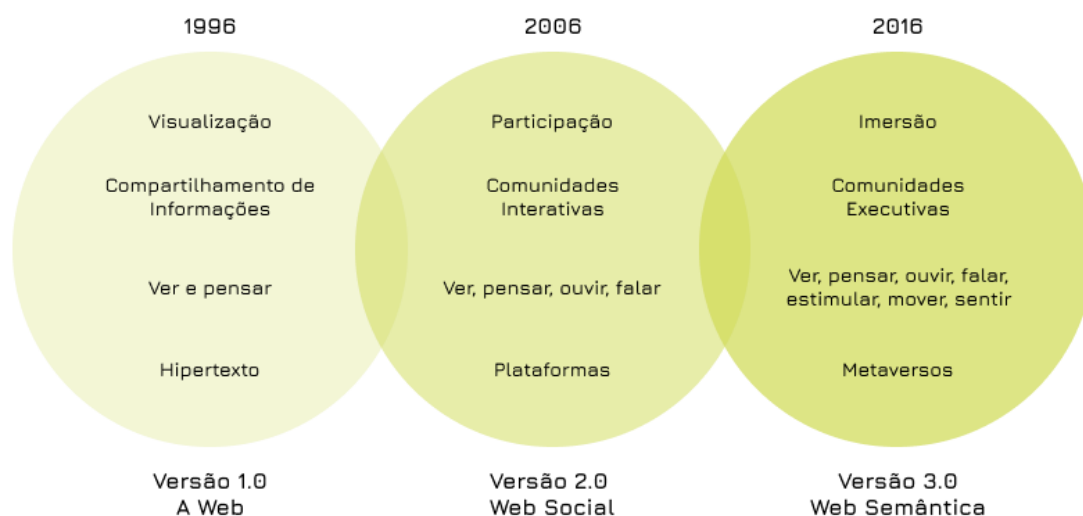 1996
Visualização
Compartilhamento de
Informações
Ver e pensar
Hipertexto
Versão 1.0
A Web
2006
Participação
Comunidades
Interativas
Ver, pensar, ouvir, falar
Plataformas
Versão 2.0
Web Social
2016
Imersão
Comunidades
Executivas
Ver, pensar, ouvir, falar,
estimular, mover, sentir
Metaversos
Versão 3.0
Web Semântica